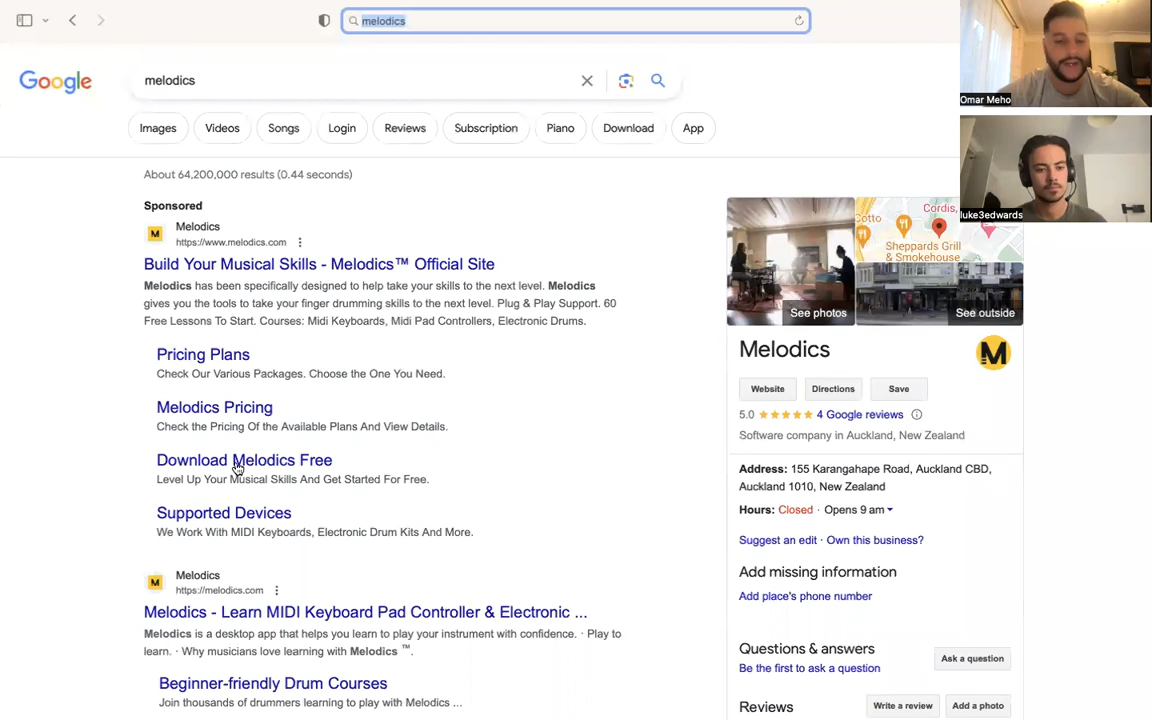 melodics
Omar Meho
luke3edwards
Google
melodics
Images
Videos
Songs
Login
Reviews
Subscription
Piano
Download
App
About 64,200,000 results (0.44 seconds)
Sponsored
M
Melodics
https://www.melodics.com
Build Your Musical Skills - Melodics™ Official Site
Melodics has been specifically designed to help take your skills to the next level. Melodics
gives you the tools to take your finger drumming skills to the next level. Plug & Play Support. 60
Free Lessons To Start. Courses: Midi Keyboards, Midi Pad Controllers, Electronic Drums.
Pricing Plans
Check Our Various Packages. Choose the One You Need.
Melodics Pricing
Check the Pricing Of the Available Plans And View Details.
Download Melodics Free
Level Up Your Musical Skills And Get Started For Free.
Supported Devices
We Work With MIDI Keyboards, Electronic Drum Kits And More.
M
Melodics
https://melodics.com
Melodics - Learn MIDI Keyboard Pad Controller & Electronic ...
Melodics is a desktop app that helps you learn to play your instrument with confidence. · Play to
learn. · Why musicians love learning with Melodics ™.
Beginner-friendly Drum Courses
Join thousands of drummers learning to play with Melodics ...
Cordis,
Sheppards Grill
& Smokehouse
See photos
See outside
Melodics
M
Website
Directions
Save
5.0 4 Google reviews
Software company in Auckland, New Zealand
Address: 155 Karangahape Road, Auckland CBD,
Auckland 1010, New Zealand
Hours: Closed · Opens 9 am
Suggest an edit · Own this business?
Add missing information
Add place's phone number
Questions & answers
Be the first to ask a question
Ask a question
Reviews
Write a review
Add a photo